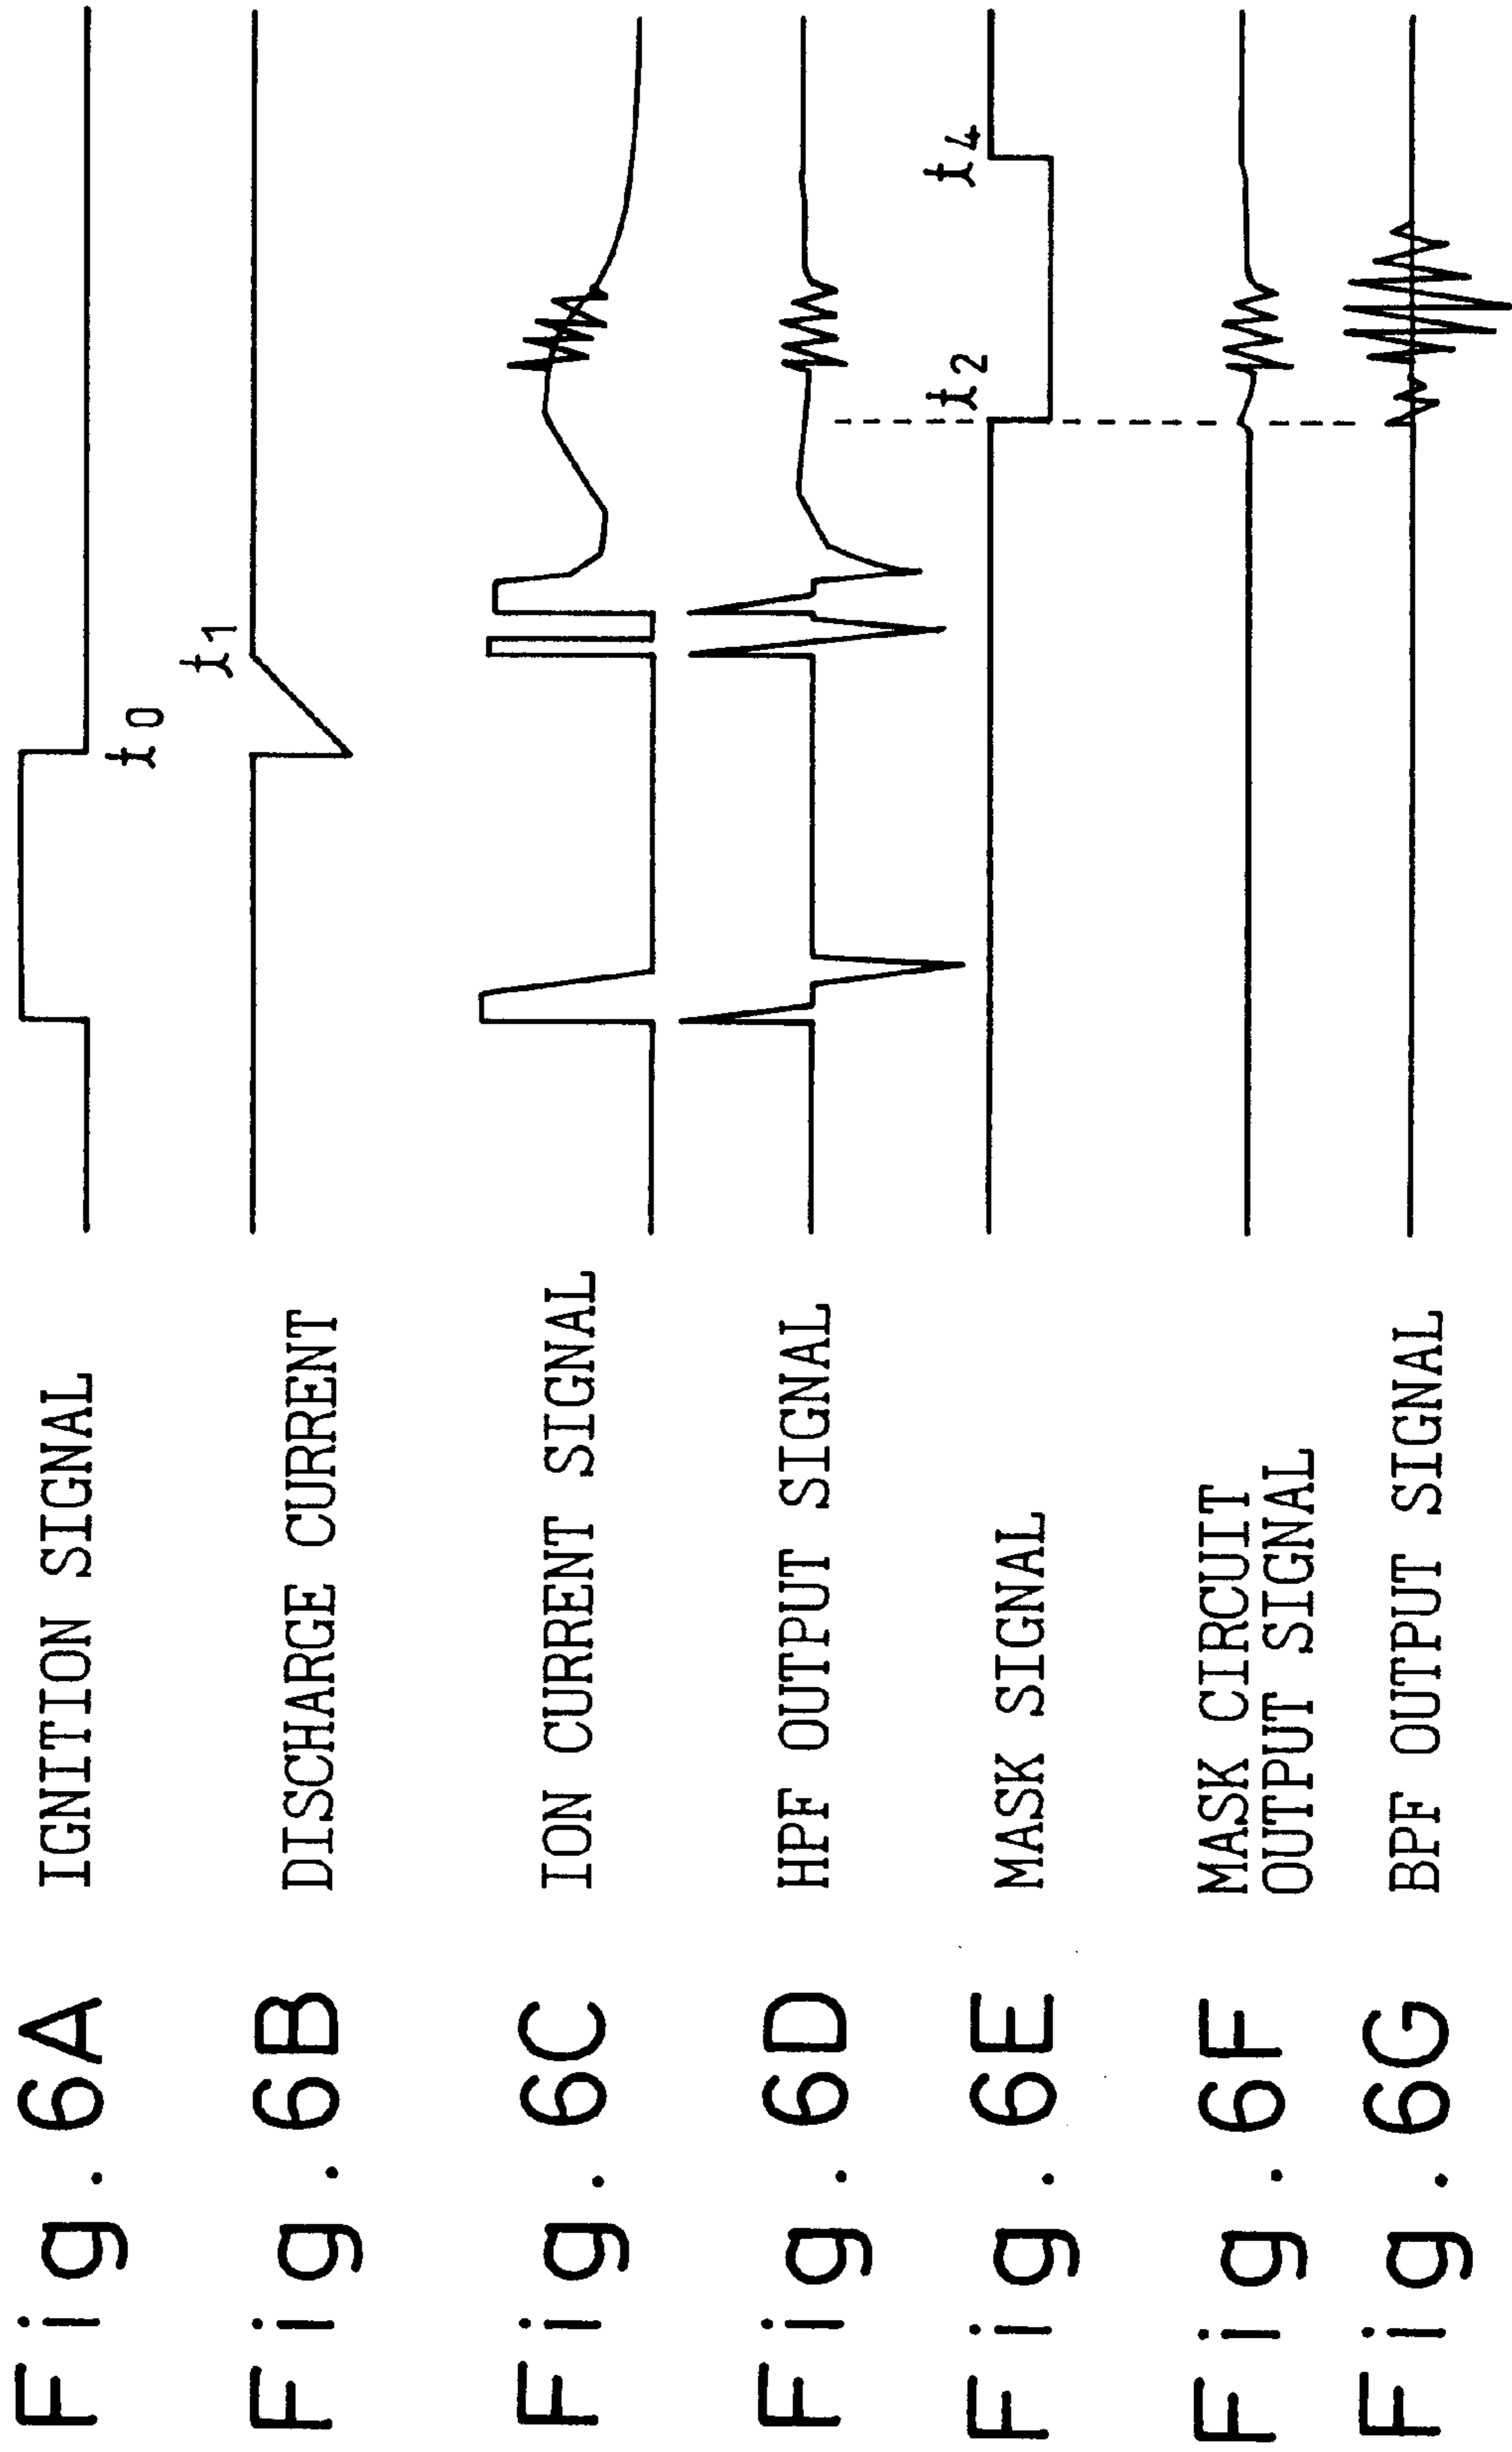 Fig. 6A IGNITION SIGNAL
t0
Fig. 6B DISCHARGE CURRENT
t1
Fig. 6C ION CURRENT SIGNAL
Fig. 6D HPF OUTPUT SIGNAL
Fig. 6E MASK SIGNAL
t2 t4
Fig. 6F MASK CIRCUIT
OUTPUT SIGNAL
Fig. 6G BPF OUTPUT SIGNAL